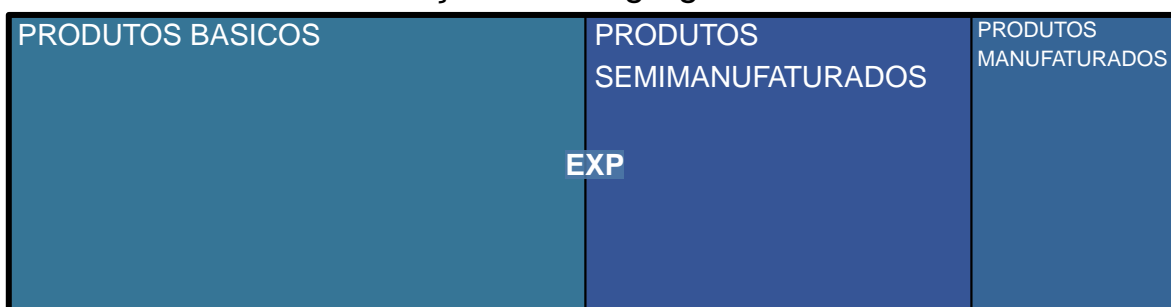 PRODUTOS BASICOS
PRODUTOS
SEMIMANUFATURADOS
PRODUTOS
MANUFATURADOS
EXP